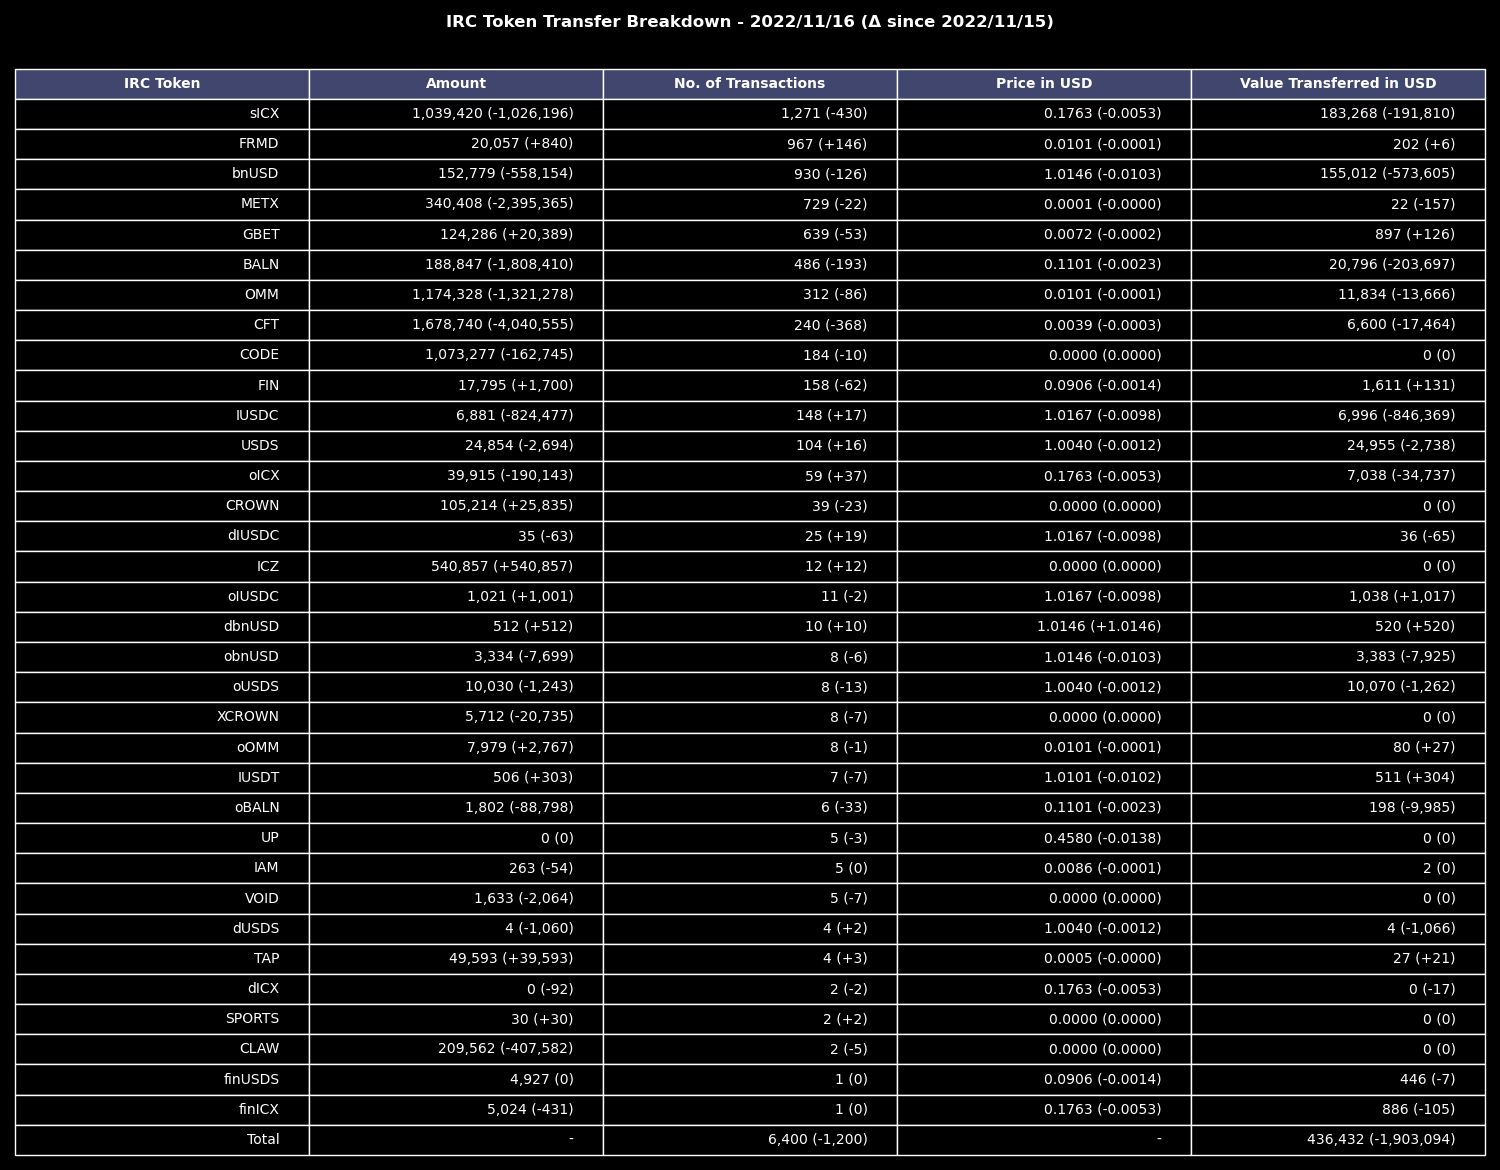 IRC Token Transfer Breakdown - 2022/11/16 (Δ since 2022/11/15)
IRC Token Amount No. of Transactions Price in USD Value Transferred in USD
sICX 1,039,420 (-1,026,196) 1,271 (-430) 0.1763 (-0.0053) 183,268 (-191,810)
FRMD 20,057 (+840) 967 (+146) 0.0101 (-0.0001) 202 (+6)
bnUSD 152,779 (-558,154) 930 (-126) 1.0146 (-0.0103) 155,012 (-573,605)
METX 340,408 (-2,395,365) 729 (-22) 0.0001 (-0.0000) 22 (-157)
GBET 124,286 (+20,389) 639 (-53) 0.0072 (-0.0002) 897 (+126)
BALN 188,847 (-1,808,410) 486 (-193) 0.1101 (-0.0023) 20,796 (-203,697)
OMM 1,174,328 (-1,321,278) 312 (-86) 0.0101 (-0.0001) 11,834 (-13,666)
CFT 1,678,740 (-4,040,555) 240 (-368) 0.0039 (-0.0003) 6,600 (-17,464)
CODE 1,073,277 (-162,745) 184 (-10) 0.0000 (0.0000) 0 (0)
FIN 17,795 (+1,700) 158 (-62) 0.0906 (-0.0014) 1,611 (+131)
IUSDC 6,881 (-824,477) 148 (+17) 1.0167 (-0.0098) 6,996 (-846,369)
USDS 24,854 (-2,694) 104 (+16) 1.0040 (-0.0012) 24,955 (-2,738)
oICX 39,915 (-190,143) 59 (+37) 0.1763 (-0.0053) 7,038 (-34,737)
CROWN 105,214 (+25,835) 39 (-23) 0.0000 (0.0000) 0 (0)
dIUSDC 35 (-63) 25 (+19) 1.0167 (-0.0098) 36 (-65)
ICZ 540,857 (+540,857) 12 (+12) 0.0000 (0.0000) 0 (0)
oIUSDC 1,021 (+1,001) 11 (-2) 1.0167 (-0.0098) 1,038 (+1,017)
dbnUSD 512 (+512) 10 (+10) 1.0146 (+1.0146) 520 (+520)
obnUSD 3,334 (-7,699) 8 (-6) 1.0146 (-0.0103) 3,383 (-7,925)
oUSDS 10,030 (-1,243) 8 (-13) 1.0040 (-0.0012) 10,070 (-1,262)
XCROWN 5,712 (-20,735) 8 (-7) 0.0000 (0.0000) 0 (0)
oOMM 7,979 (+2,767) 8 (-1) 0.0101 (-0.0001) 80 (+27)
IUSDT 506 (+303) 7 (-7) 1.0101 (-0.0102) 511 (+304)
oBALN 1,802 (-88,798) 6 (-33) 0.1101 (-0.0023) 198 (-9,985)
UP 0 (0) 5 (-3) 0.4580 (-0.0138) 0 (0)
IAM 263 (-54) 5 (0) 0.0086 (-0.0001) 2 (0)
VOID 1,633 (-2,064) 5 (-7) 0.0000 (0.0000) 0 (0)
dUSDS 4 (-1,060) 4 (+2) 1.0040 (-0.0012) 4 (-1,066)
TAP 49,593 (+39,593) 4 (+3) 0.0005 (-0.0000) 27 (+21)
dICX 0 (-92) 2 (-2) 0.1763 (-0.0053) 0 (-17)
SPORTS 30 (+30) 2 (+2) 0.0000 (0.0000) 0 (0)
CLAW 209,562 (-407,582) 2 (-5) 0.0000 (0.0000) 0 (0)
finUSDS 4,927 (0) 1 (0) 0.0906 (-0.0014) 446 (-7)
finICX 5,024 (-431) 1 (0) 0.1763 (-0.0053) 886 (-105)
Total - 6,400 (-1,200) - 436,432 (-1,903,094)